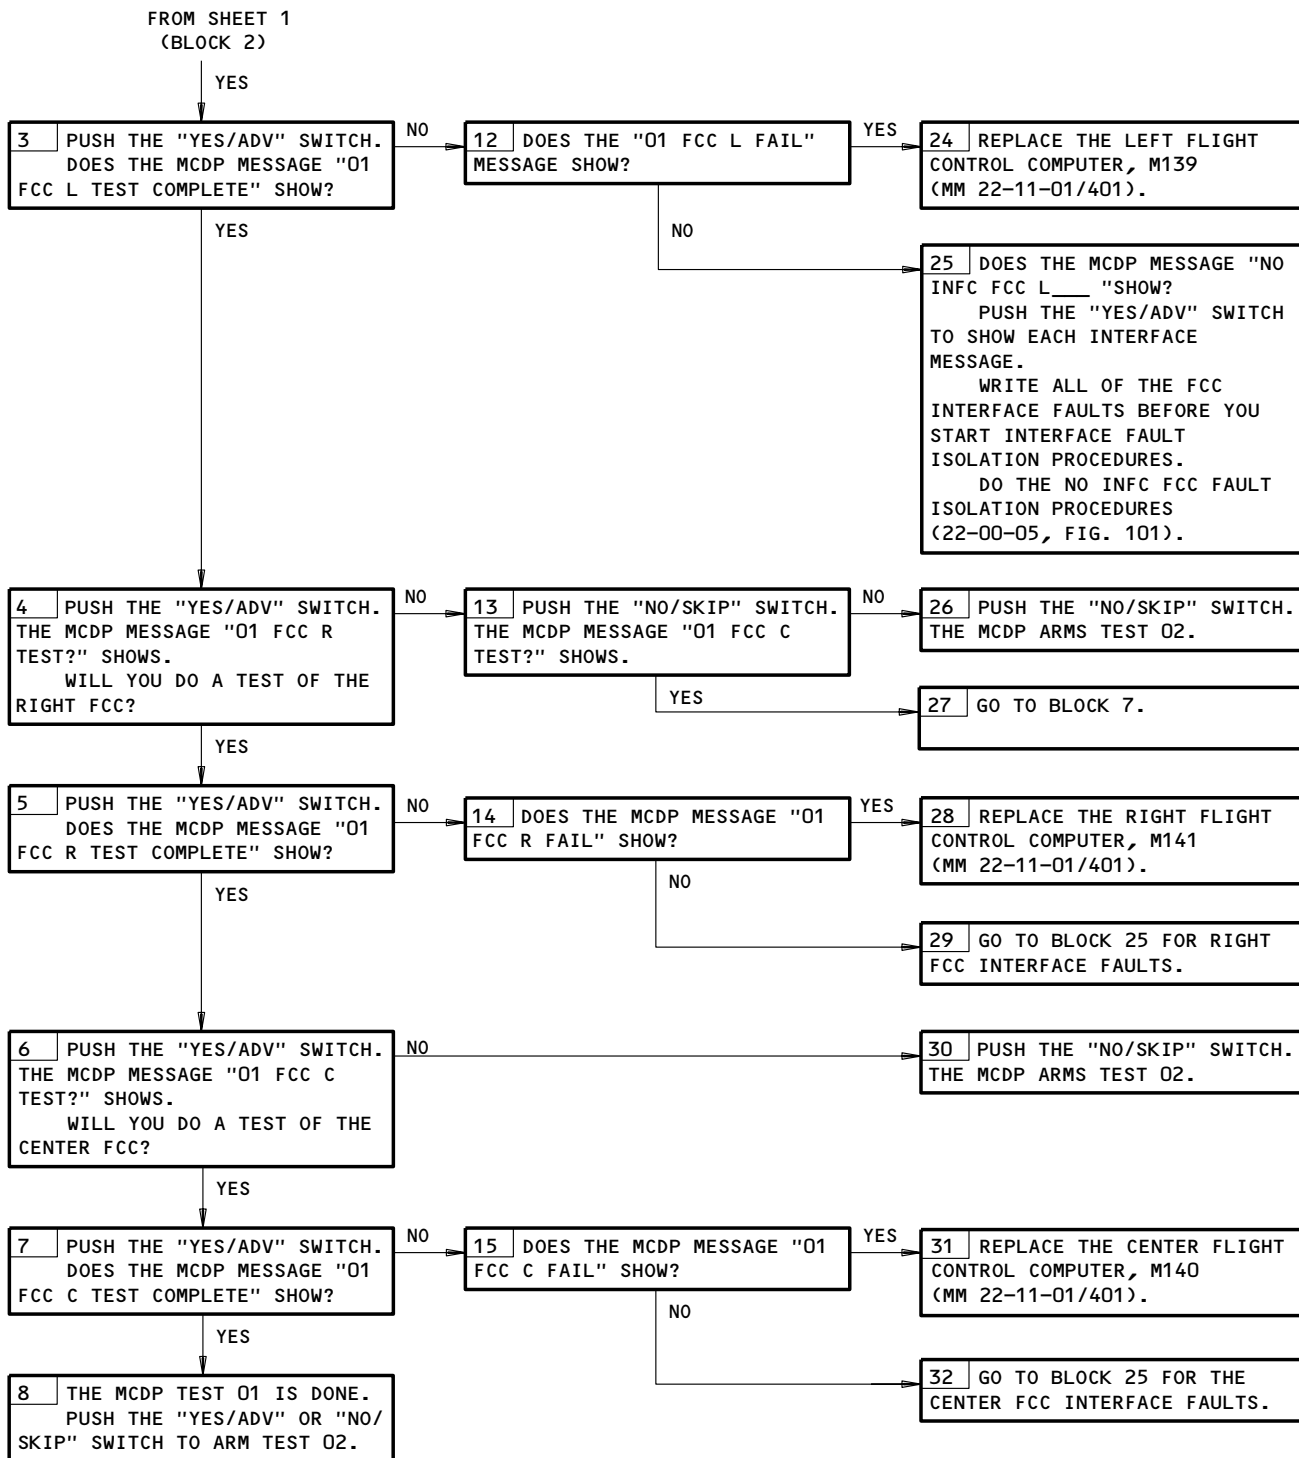 FROM SHEET 1
(BLOCK 2)
YES
3 PUSH THE "YES/ADV" SWITCH.
DOES THE MCDP MESSAGE "01
FCC L TEST COMPLETE" SHOW?
NO
12 DOES THE "01 FCC L FAIL"
MESSAGE SHOW?
YES
24 REPLACE THE LEFT FLIGHT
CONTROL COMPUTER, M139
(MM 22-11-01/401).
YES
NO
25 DOES THE MCDP MESSAGE "NO
INFC FCC L___ "SHOW?
PUSH THE "YES/ADV" SWITCH
TO SHOW EACH INTERFACE
MESSAGE.
WRITE ALL OF THE FCC
INTERFACE FAULTS BEFORE YOU
START INTERFACE FAULT
ISOLATION PROCEDURES.
DO THE NO INFC FCC FAULT
ISOLATION PROCEDURES
(22-00-05, FIG. 101).
4 PUSH THE "YES/ADV" SWITCH.
THE MCDP MESSAGE "01 FCC R
TEST?" SHOWS.
WILL YOU DO A TEST OF THE
RIGHT FCC?
NO
13 PUSH THE "NO/SKIP" SWITCH.
THE MCDP MESSAGE "01 FCC C
TEST?" SHOWS.
NO
26 PUSH THE "NO/SKIP" SWITCH.
THE MCDP ARMS TEST 02.
YES
27 GO TO BLOCK 7.
YES
5 PUSH THE "YES/ADV" SWITCH.
DOES THE MCDP MESSAGE "01
FCC R TEST COMPLETE" SHOW?
NO
14 DOES THE MCDP MESSAGE "01
FCC R FAIL" SHOW?
YES
28 REPLACE THE RIGHT FLIGHT
CONTROL COMPUTER, M141
(MM 22-11-01/401).
YES
NO
29 GO TO BLOCK 25 FOR RIGHT
FCC INTERFACE FAULTS.
6 PUSH THE "YES/ADV" SWITCH.
THE MCDP MESSAGE "01 FCC C
TEST?" SHOWS.
WILL YOU DO A TEST OF THE
CENTER FCC?
NO
30 PUSH THE "NO/SKIP" SWITCH.
THE MCDP ARMS TEST 02.
YES
7 PUSH THE "YES/ADV" SWITCH.
DOES THE MCDP MESSAGE "01
FCC C TEST COMPLETE" SHOW?
NO
15 DOES THE MCDP MESSAGE "01
FCC C FAIL" SHOW?
YES
31 REPLACE THE CENTER FLIGHT
CONTROL COMPUTER, M140
(MM 22-11-01/401).
YES
NO
8 THE MCDP TEST 01 IS DONE.
PUSH THE "YES/ADV" OR "NO/
SKIP" SWITCH TO ARM TEST 02.
32 GO TO BLOCK 25 FOR THE
CENTER FCC INTERFACE FAULTS.